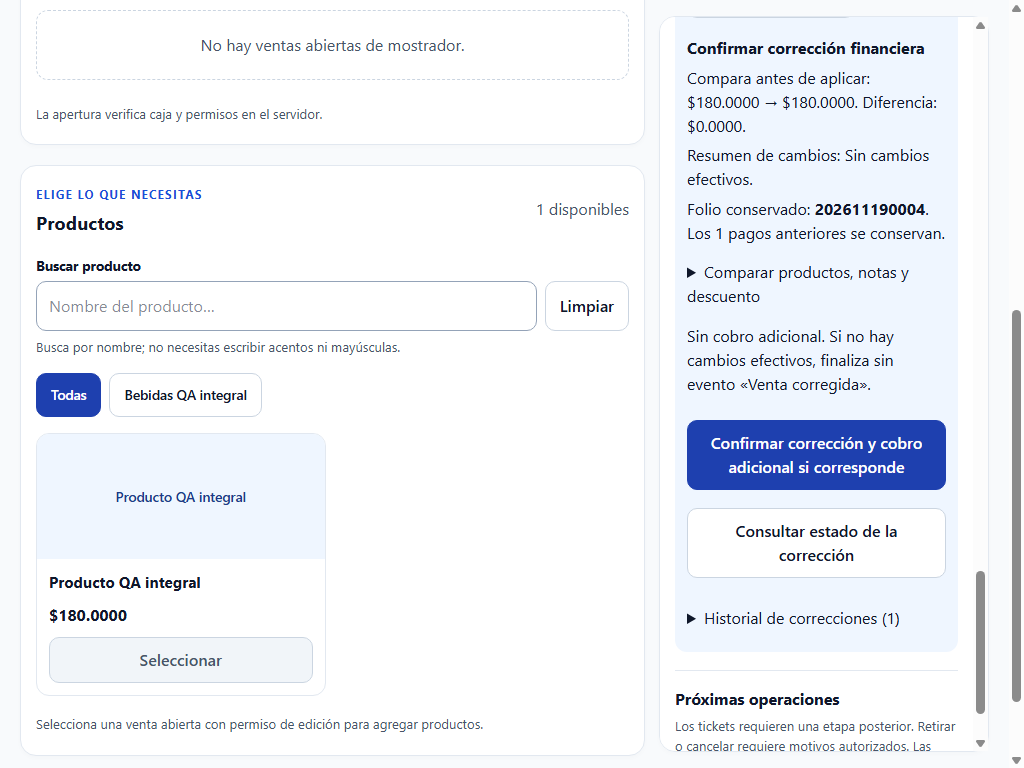 No hay ventas abiertas de mostrador.
La apertura verifica caja y permisos en el servidor.
ELIGE LO QUE NECESITAS
Productos
1 disponibles
Buscar producto
Nombre del producto...
Limpiar
Busca por nombre; no necesitas escribir acentos ni mayúsculas.
Todas
Bebidas QA integral
Producto QA integral
Producto QA integral
$180.0000
Seleccionar
Selecciona una venta abierta con permiso de edición para agregar productos.
Confirmar corrección financiera
Compara antes de aplicar:
$180.0000 → $180.0000. Diferencia:
$0.0000.
Resumen de cambios: Sin cambios
efectivos.
Folio conservado: 202611190004.
Los 1 pagos anteriores se conservan.
Comparar productos, notas y
descuento
Sin cobro adicional. Si no hay
cambios efectivos, finaliza sin
evento «Venta corregida».
Confirmar corrección y cobro
adicional si corresponde
Consultar estado de la
corrección
Historial de correcciones (1)
Próximas operaciones
Los tickets requieren una etapa posterior. Retirar
o cancelar requiere motivos autorizados. Las